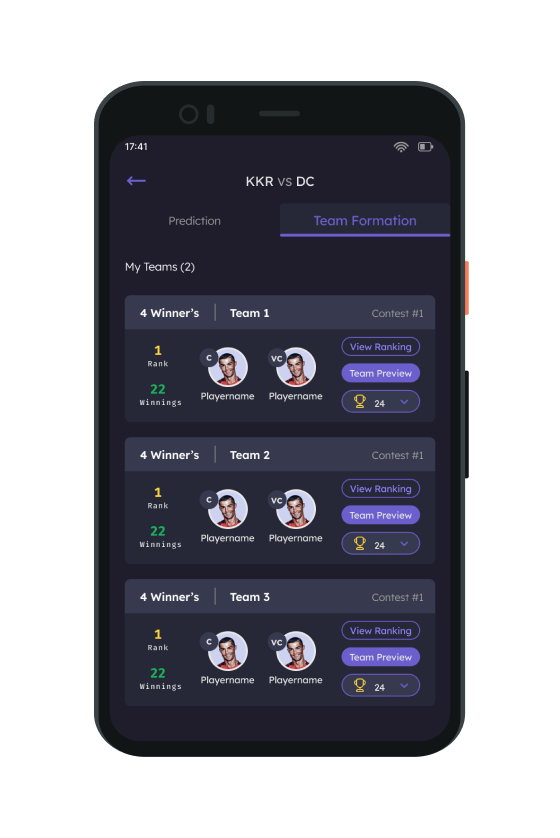 17:41
KKR VS DC
Prediction
Team Formation
My Teams (2)
4 Winner's
Team 1
Contest #1
1
Rank
22
Winnings
C
Playername
VC
Playername
View Ranking
Team Preview
24
4 Winner's
Team 2
Contest #1
1
Rank
22
Winnings
C
Playername
VC
Playername
View Ranking
Team Preview
24
4 Winner's
Team 3
Contest #1
1
Rank
22
Winnings
C
Playername
VC
Playername
View Ranking
Team Preview
24